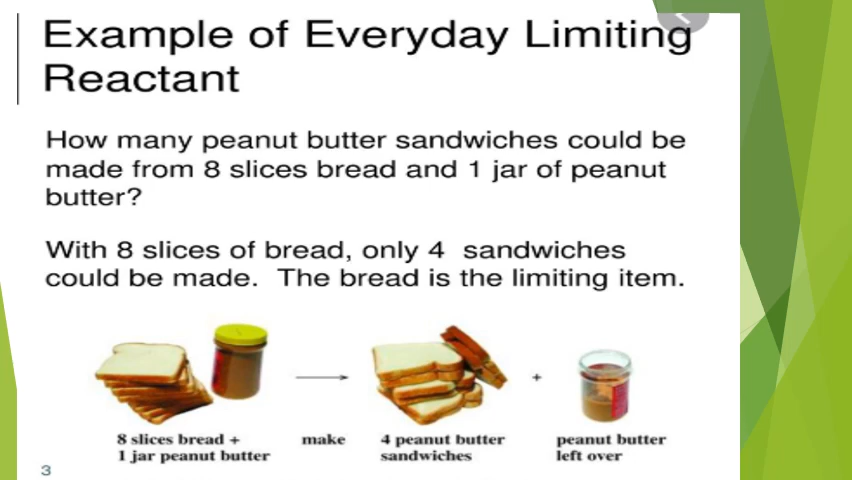 Example of Everyday Limiting
Reactant
How many peanut butter sandwiches could be
made from 8 slices bread and 1 jar of peanut
butter?
With 8 slices of bread, only 4 sandwiches
could be made. The bread is the limiting item.
8 slices bread +
1 jar peanut butter
make
4 peanut butter
sandwiches
+
peanut butter
left over
3